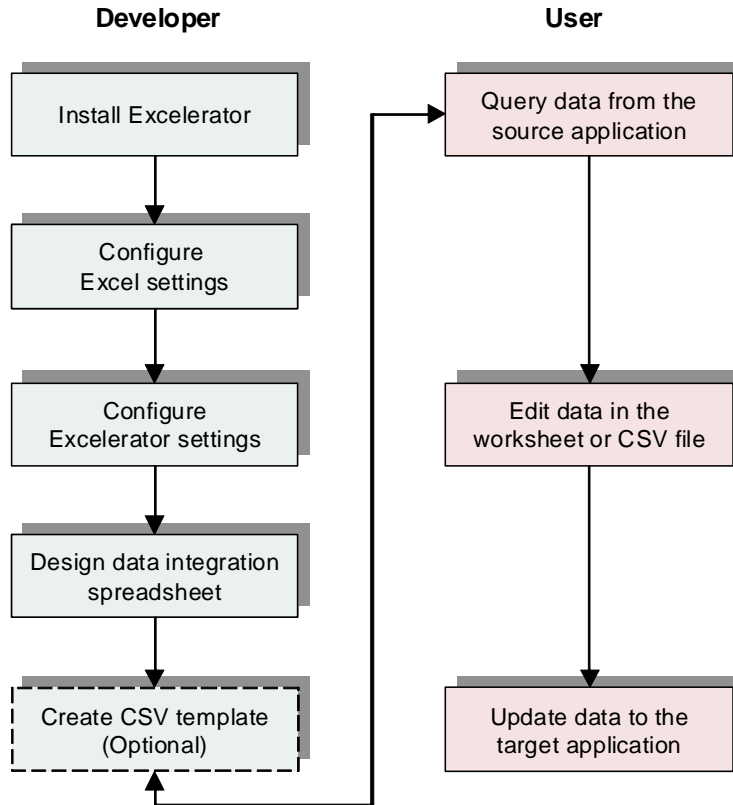 Developer
Install Excelerator
Configure
Excel settings
Configure
Excelerator settings
Design data integration
spreadsheet
Create CSV template
(Optional)
User
Query data from the
source application
Edit data in the
worksheet or CSV file
Update data to the
target application